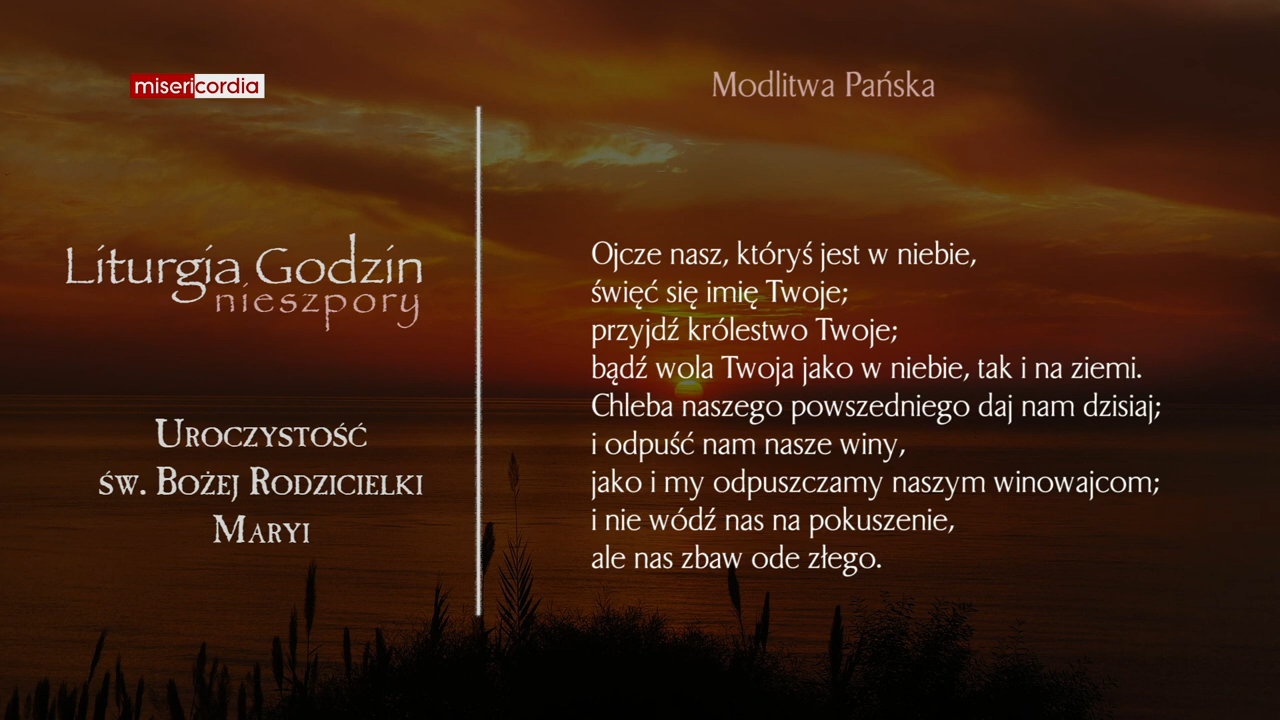 misericordia
Liturgia Godzin
nieszpory
Uroczystość
św. Bożej Rodzicielki
Maryi
Modlitwa Pańska
Ojcze nasz, któryś jest w niebie,
święć się imię Twoje;
przyjdź królestwo Twoje;
bądź wola Twoja jako w niebie, tak i na ziemi.
Chleba naszego powszedniego daj nam dzisiaj;
i odpuść nam nasze winy,
jako i my odpuszczamy naszym winowajcom;
i nie wódź nas na pokuszenie,
ale nas zbaw ode złego.